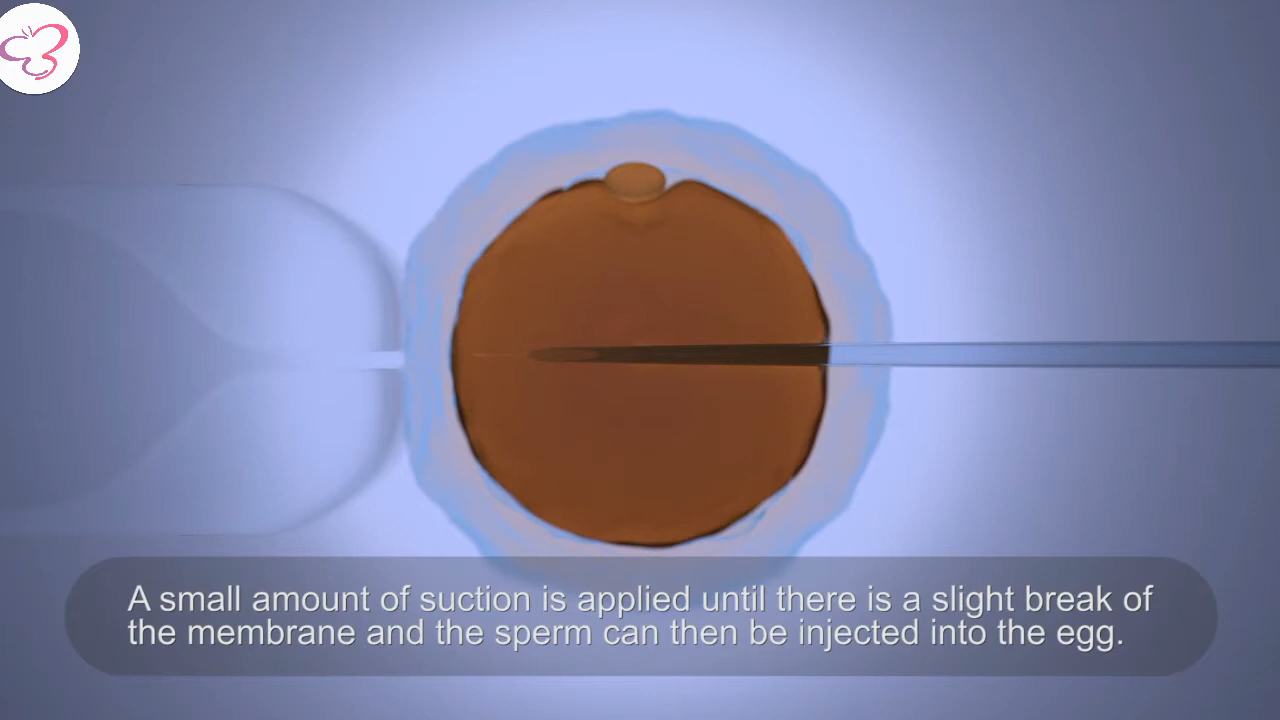 A small amount of suction is applied until there is a slight break of
the membrane and the sperm can then be injected into the egg.